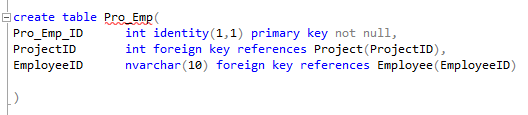 create table Pro_Emp(
Pro_Emp_ID int identity(1,1) primary key not null,
ProjectID int foreign key references Project(ProjectID),
EmployeeID nvarchar(10) foreign key references Employee(EmployeeID)
)